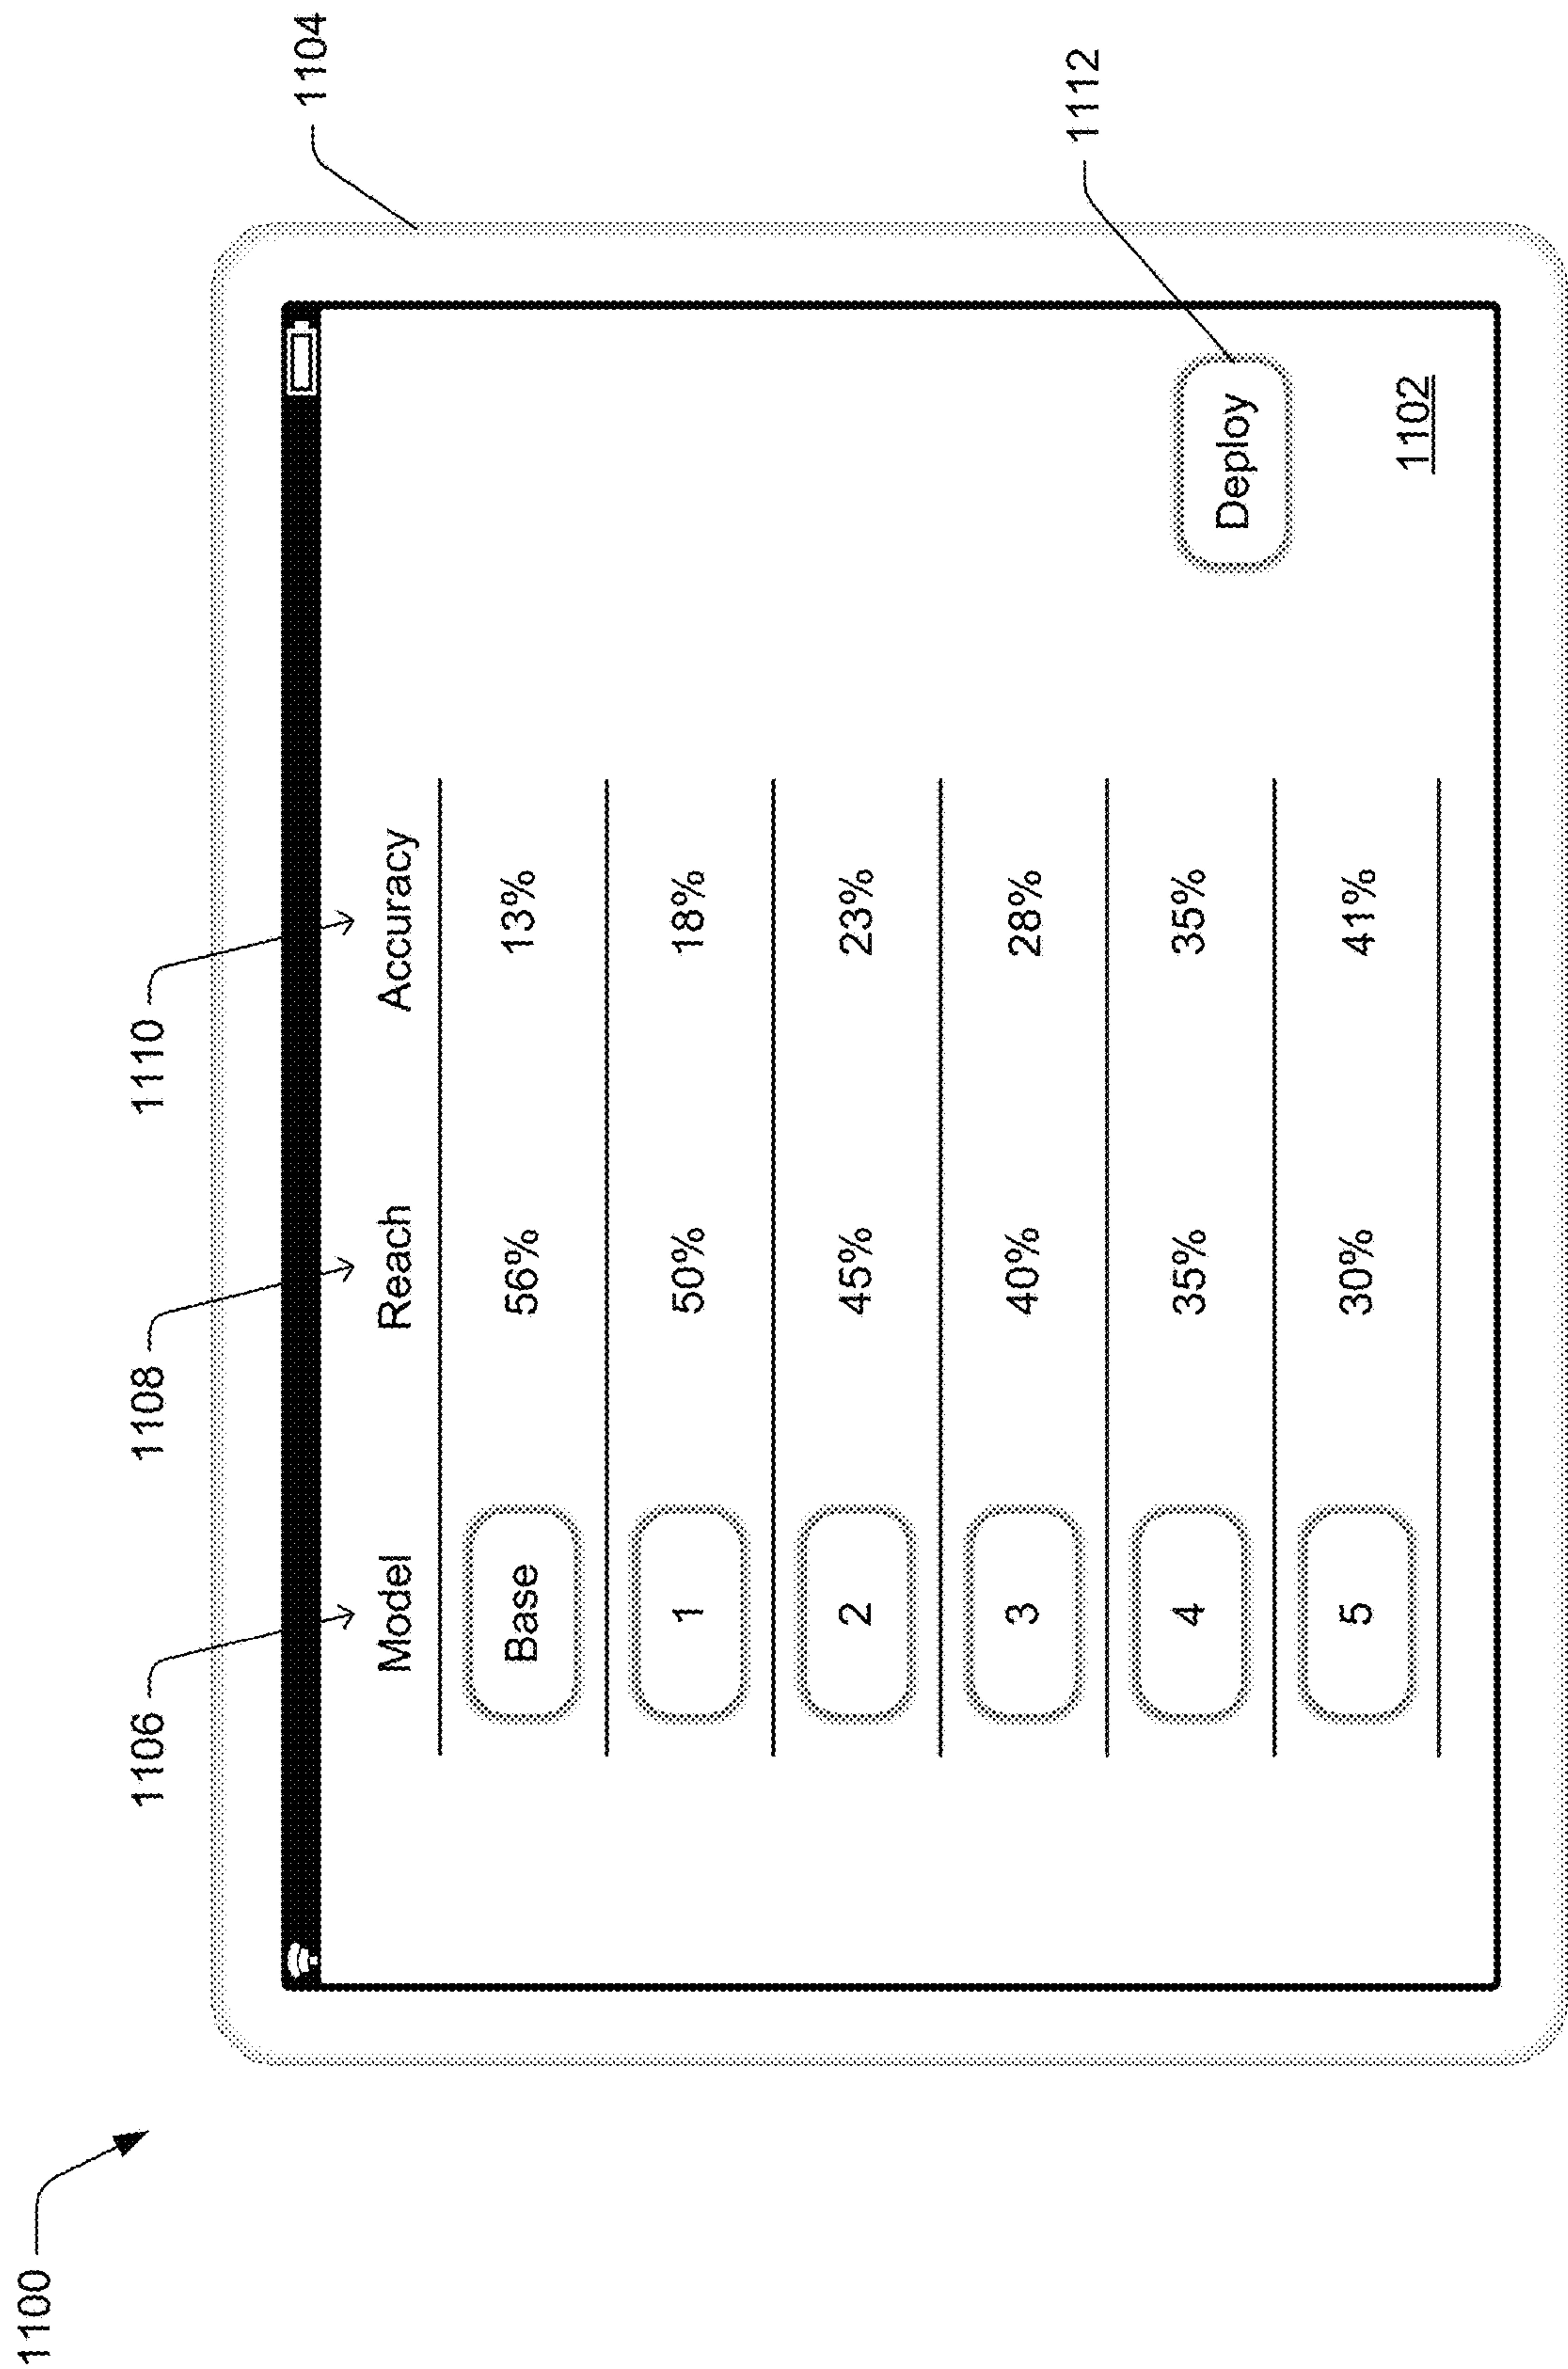 1100
1106
1108
1110
1104
Model Reach Accuracy
Base 56% 13%
1 50% 18%
2 45% 23%
3 40% 28%
4 35% 35%
5 30% 41%
Deploy
1112
1102